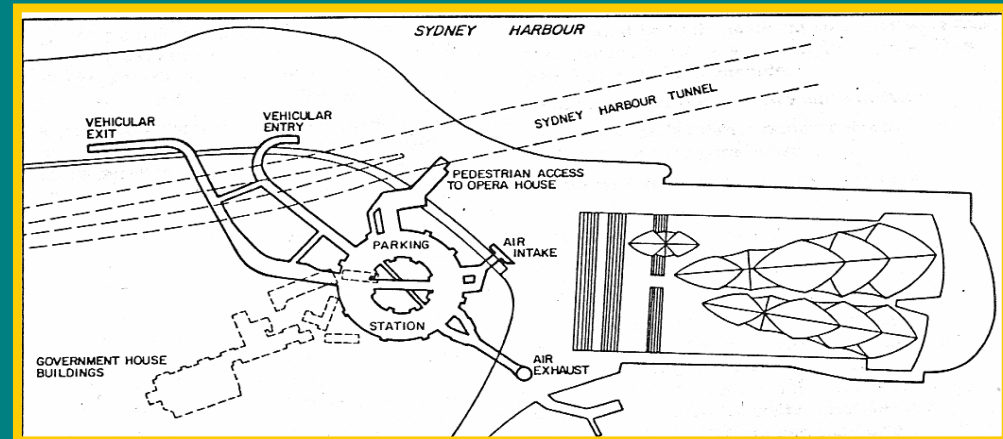 SYDNEY HARBOUR
SYDNEY HARBOUR TUNNEL
VEHICULAR
EXIT
VEHICULAR
ENTRY
PEDESTRIAN ACCESS
TO OPERA HOUSE
PARKING
AIR
INTAKE
STATION
GOVERNMENT HOUSE
BUILDINGS
AIR
EXHAUST